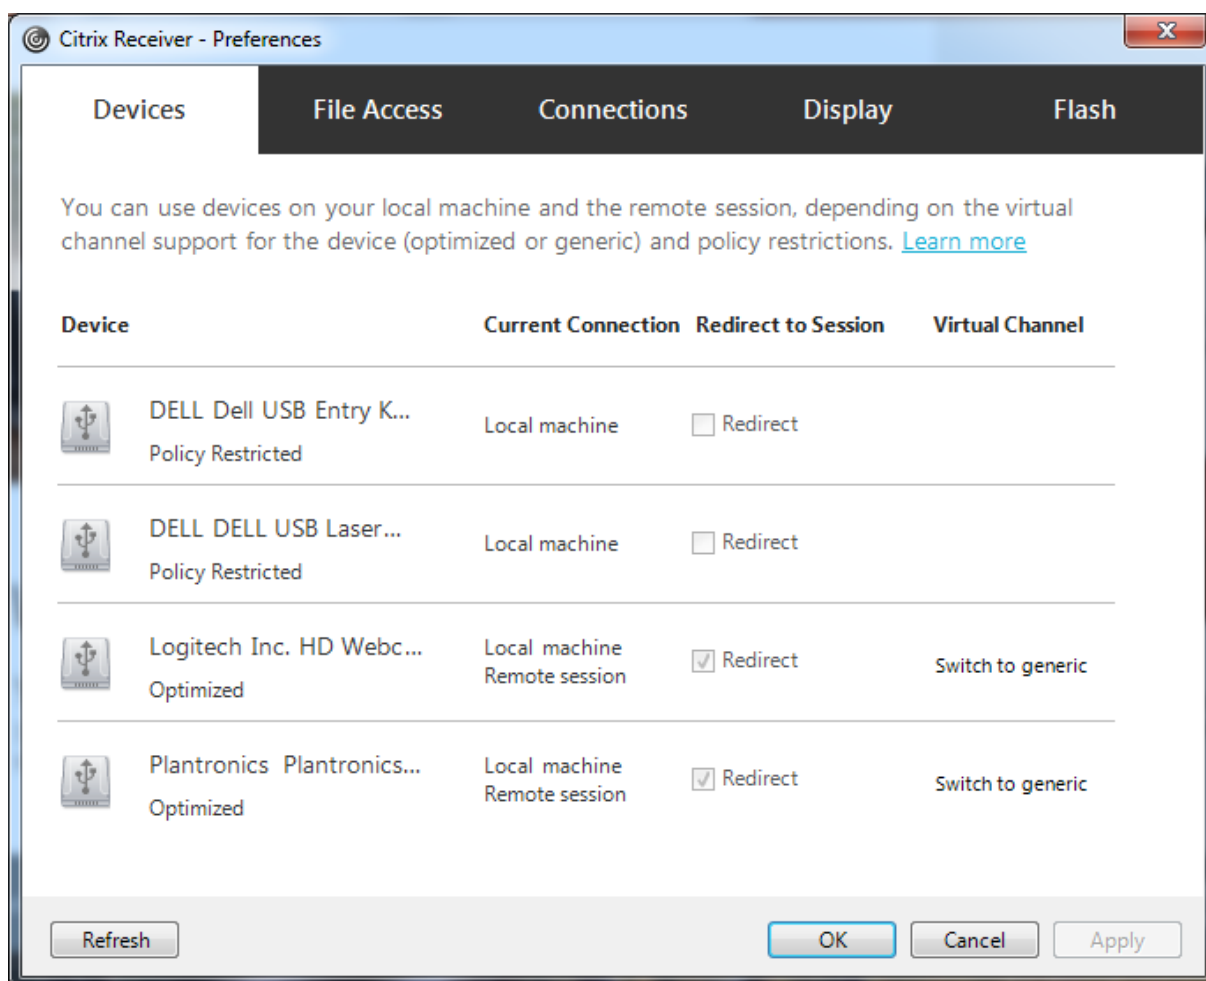 Citrix Receiver - Preferences
Devices File Access Connections Display Flash
You can use devices on your local machine and the remote session, depending on the virtual
channel support for the device (optimized or generic) and policy restrictions. Learn more
Device Current Connection Redirect to Session Virtual Channel
DELL Dell USB Entry K...
Policy Restricted
Local machine
Redirect
DELL DELL USB Laser...
Policy Restricted
Local machine
Redirect
Logitech Inc. HD Webc...
Optimized
Local machine
Remote session
Redirect
Switch to generic
Plantronics Plantronics...
Optimized
Local machine
Remote session
Redirect
Switch to generic
Refresh OK Cancel Apply